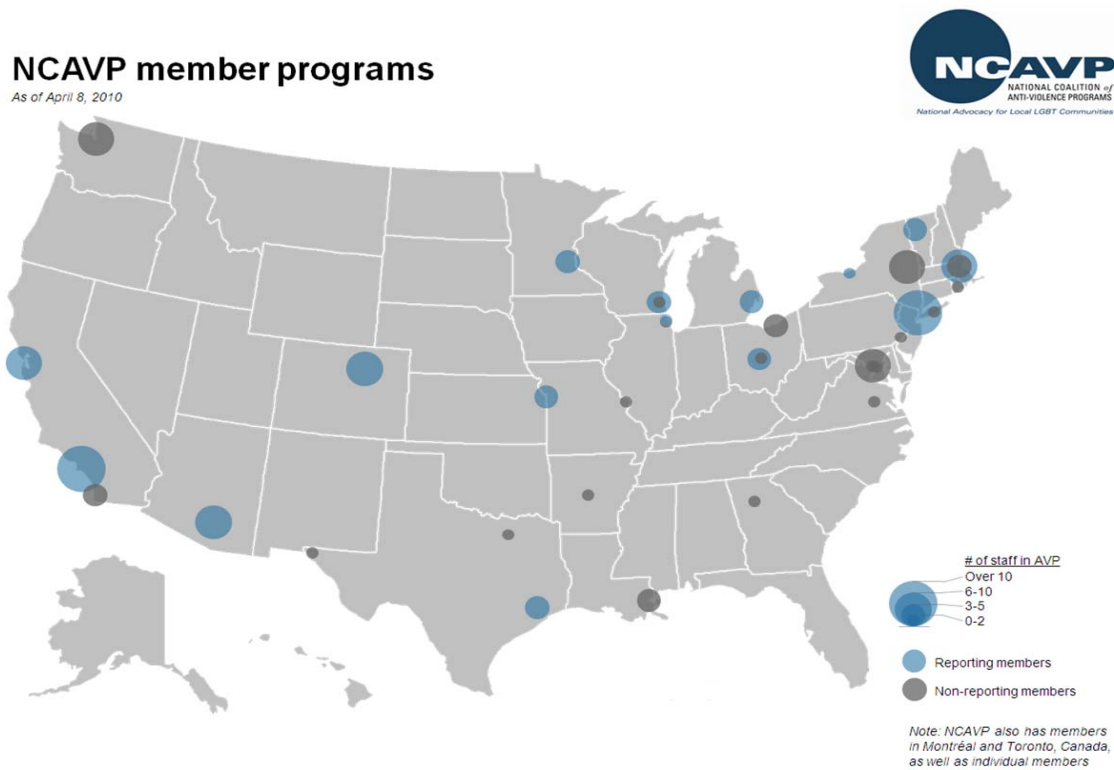 NCAVP member programs
As of April 8, 2010
NCAVP
NATIONAL COALITION of
ANTI-VIOLENCE PROGRAMS
National Advocacy for Local LGBT Communities
# of staff in AVP
Over 10
6-10
3-5
0-2
Reporting members
Non-reporting members
Note: NCAVP also has members
in Montréal and Toronto, Canada,
as well as individual members